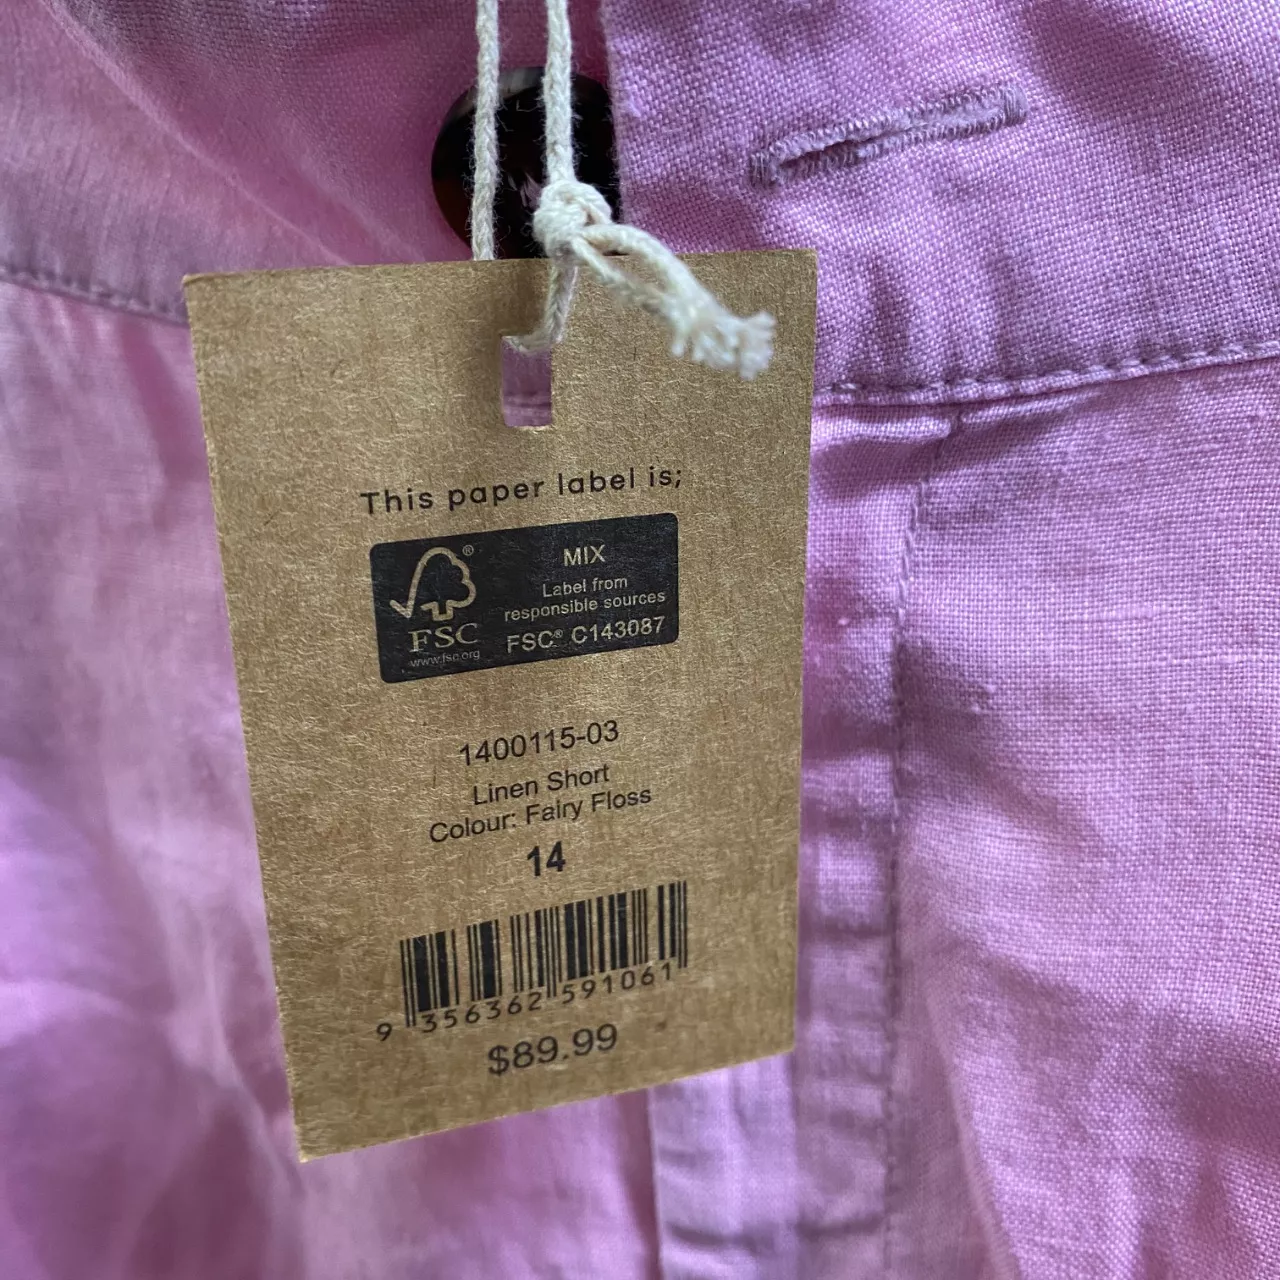 This paper label is;
®
MIX
Label from
responsible sources
FSC® C143087
FSC
www.fsc.org
1400115-03
Linen Short
Colour: Fairy Floss
14
9 356362 591061
$89.99